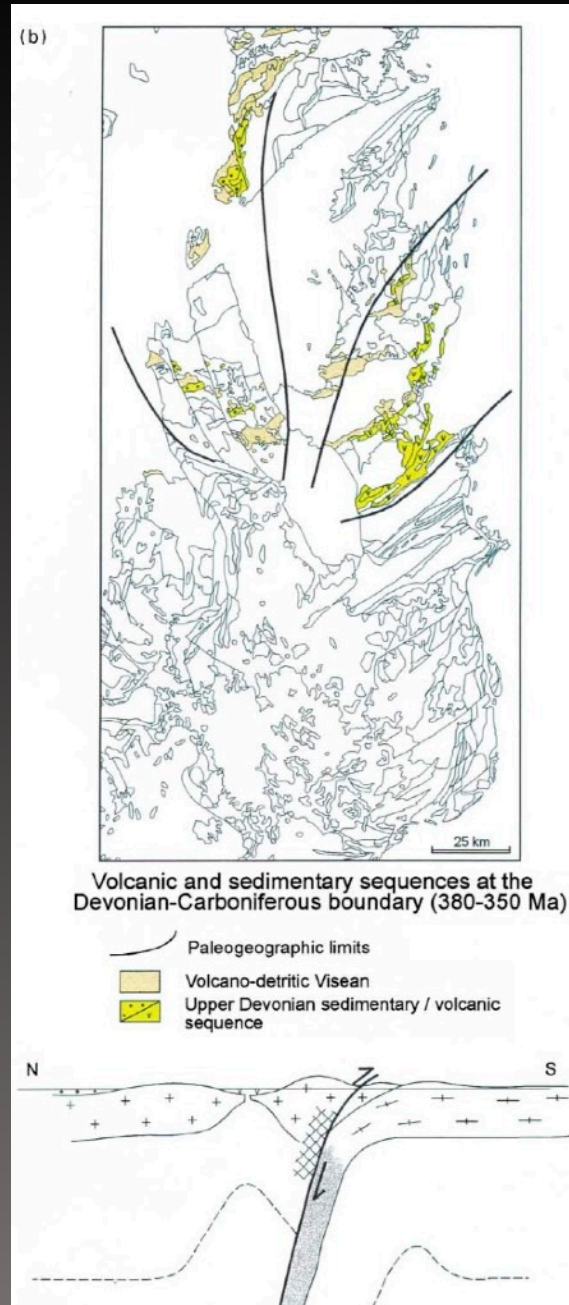 (b)
25 km
Volcanic and sedimentary sequences at the
Devonian-Carboniferous boundary (380-350 Ma)
Paleogeographic limits
Volcano-detritic Visean
Upper Devonian sedimentary / volcanic
sequence
N
S